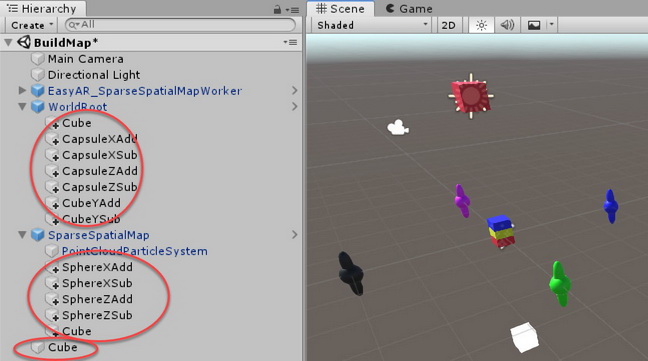 Hierarchy
Create
All
BuildMap*
Main Camera
Directional Light
EasyAR_SparseSpatialMapWorker
WorldRoot
Cube
CapsuleXAdd
CapsuleXSub
CapsuleZAdd
CapsuleZSub
CubeYAdd
CubeYSub
SparseSpatialMap
PointCloudParticleSystem
SphereXAdd
SphereXSub
SphereZAdd
SphereZSub
Cube
Cube
Scene
Game
Shaded
2D